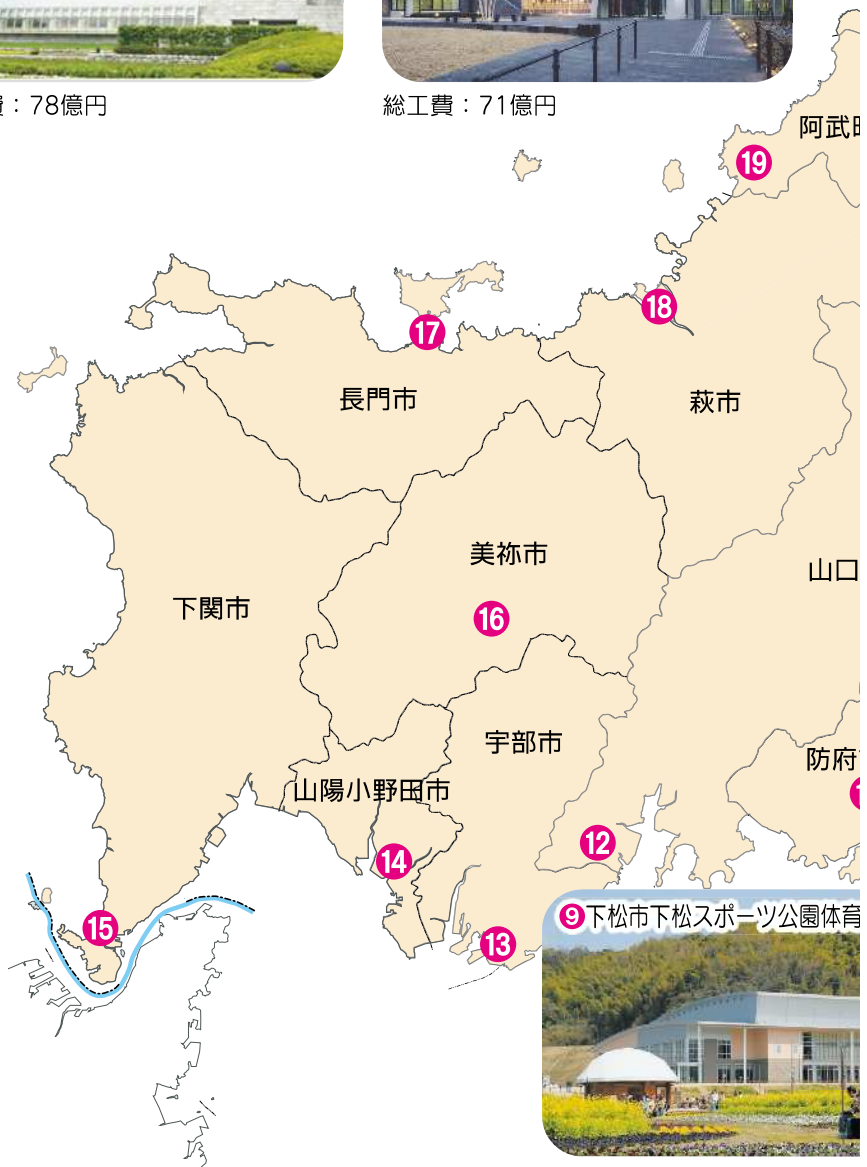 費：78億円
総工費：71億円
阿武町
19
18
17
長門市
萩市
美祢市
山口
下関市
16
宇部市
防府
山陽小野田市
12
14
15
13
❾下松市下松スポーツ公園体育